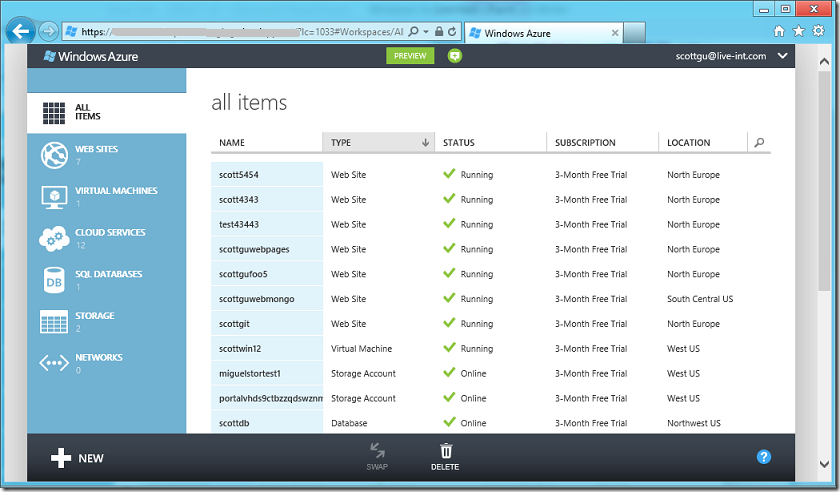 https://
?lc=1033#Workspaces/Al
Windows Azure
Windows Azure
PREVIEW
scottgu@live-int.com
ALL
ITEMS
WEB SITES
7
VIRTUAL MACHINES
1
CLOUD SERVICES
12
SQL DATABASES
1
DB
STORAGE
2
NETWORKS
0
all items
NAME TYPE STATUS SUBSCRIPTION LOCATION
scott5454 Web Site Running 3-Month Free Trial North Europe
scott4343 Web Site Running 3-Month Free Trial North Europe
test43443 Web Site Running 3-Month Free Trial North Europe
scottguwebpages Web Site Running 3-Month Free Trial North Europe
scottgufoo5 Web Site Running 3-Month Free Trial North Europe
scottguwebmongo Web Site Running 3-Month Free Trial South Central US
scottgit Web Site Running 3-Month Free Trial North Europe
scottwin12 Virtual Machine Running 3-Month Free Trial West US
miguelstortest1 Storage Account Online 3-Month Free Trial West US
portalvhds9ctbzzqdswznm Storage Account Online 3-Month Free Trial West US
scottdb Database Online 3-Month Free Trial Northwest US
NEW
SWAP
DELETE
?